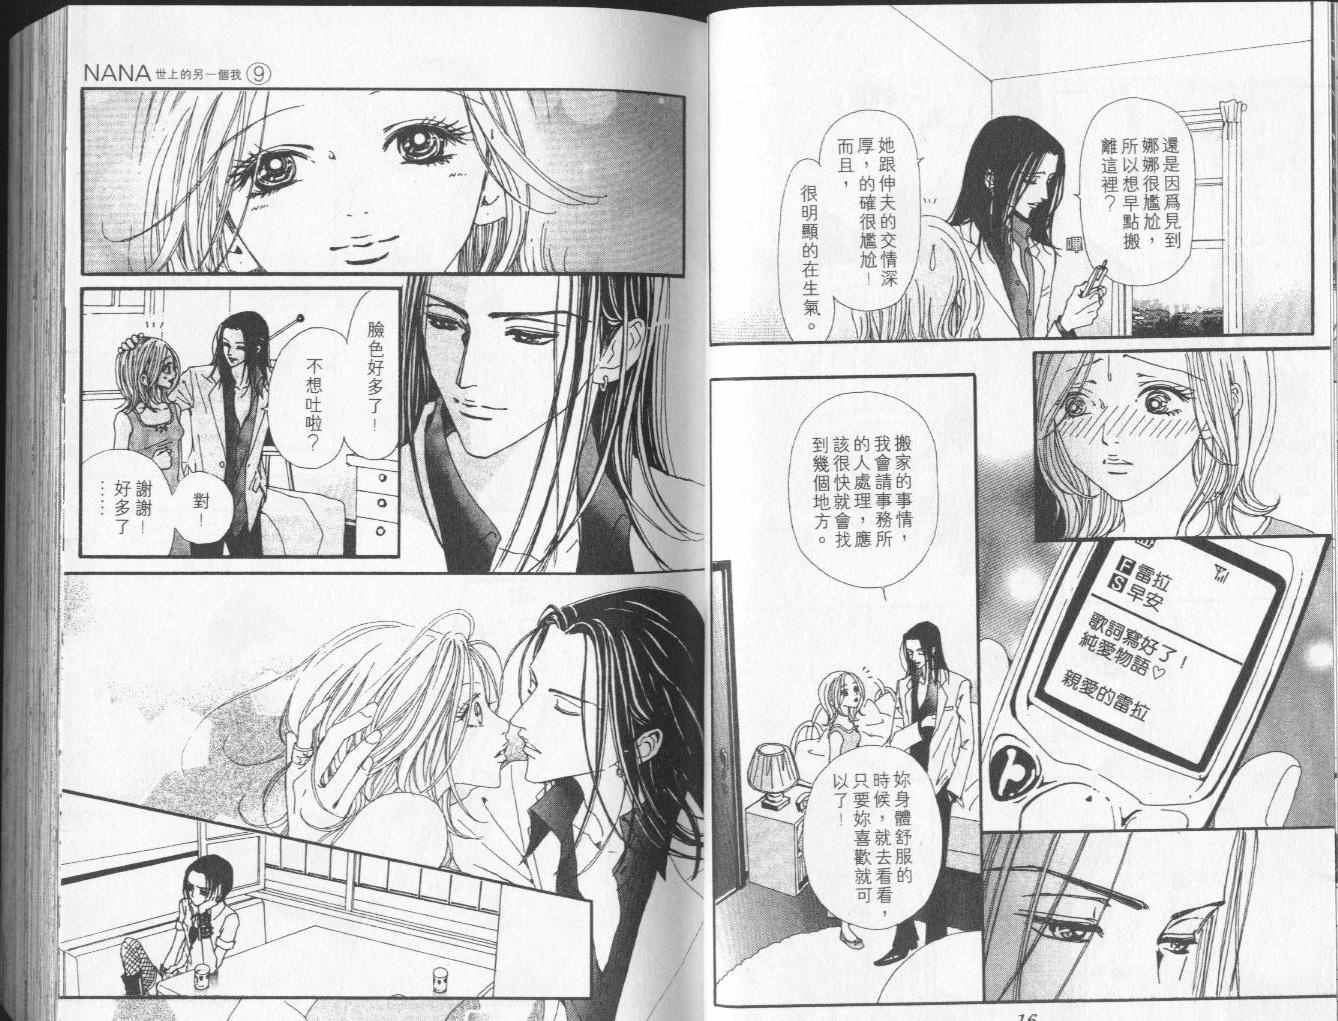 還是因爲見到
娜娜很尷尬，
所以想早點搬
離這裡？
嗶
她跟伸夫的交情深
厚，的確很尷尬！
而且，
很明顯的在生氣。
搬家的事情，
我會請事務所
的人處理，應
該很快就會找
到幾個地方。
F 雷拉
S 早安
歌詞寫好了！
純愛物語♡
親愛的雷拉
妳身體舒服的
時候，就去看看，
只要妳喜歡就可
以了！
16
NANA 世上的另一個我 ⑨
臉色好多了！
不想吐啦？
對！
謝謝！
好多了
……